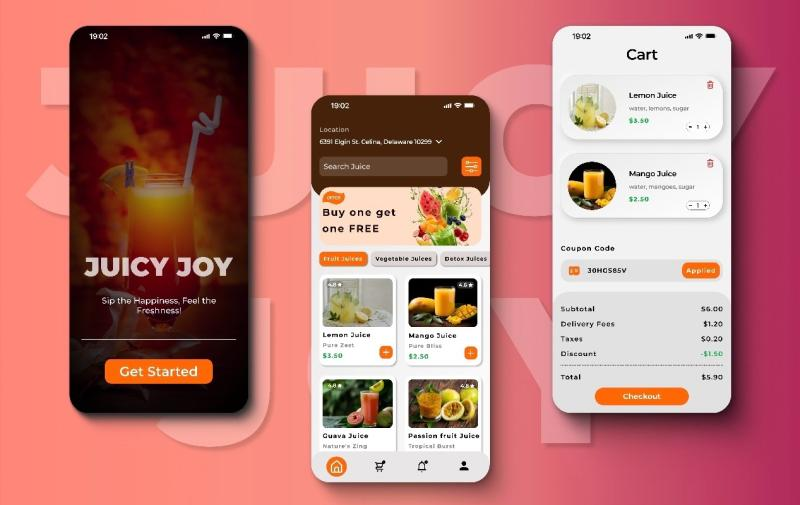 JUICY
JOY
19:02
JUICY JOY
Sip the Happiness, Feel the
Freshness!
Get Started
19:02
Location
6391 Elgin St. Celina, Delaware 10299
Search Juice
Buy one get
one FREE
Fruit Juices
Vegetable Juices
Detox Juices
4.8
Lemon Juice
Pure Zest
$3.50
4.6
Mango Juice
Pure Bliss
$2.50
4.8
Guava Juice
Nature's Zing
4.8
Passion fruit Juice
Tropical Burst
19:02
Cart
Lemon Juice
water, lemons, sugar
$3.50
- 1 +
Mango Juice
water, mangoes, sugar
$2.50
- 1 +
Coupon Code
30HG585V
Applied
Subtotal $6.00
Delivery Fees $1.20
Taxes $0.20
Discount -$1.50
Total $5.90
Checkout